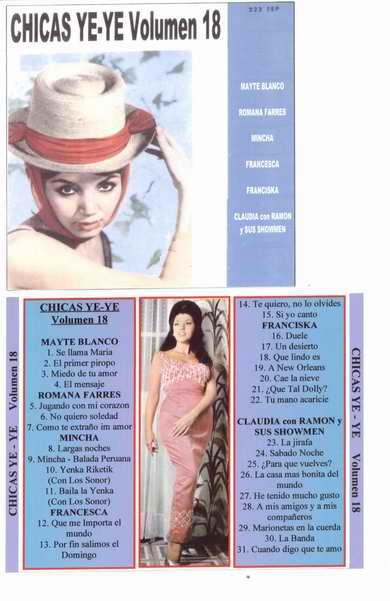 CHICAS YE-YE Volumen 18
222 TEP
MAYTE BLANCO
ROMANA FARRES
MINCHA
FRANCESCA
FRANCISKA
CLAUDIA con RAMON
y SUS SHOWMEN
CHICAS YE - YE Volumen 18
CHICAS YE-YE
Volumen 18
MAYTE BLANCO
1. Se llama Maria
2. El primer piropo
3. Miedo de tu amor
4. El mensaje
ROMANA FARRES
5. Jugando con mi corazon
6. No quiero soledad
7. Como te extraño im amor
MINCHA
8. Largas noches
9. Mincha - Balada Peruana
10. Yenka Riketik
(Con Los Sonor)
11. Baila la Yenka
(Con Los Sonor)
FRANCESCA
12. Que me Importa el
mundo
13. Por fin salimos el
Domingo
14. Te quiero, no lo olvides
15. Si yo canto
FRANCISKA
16. Duele
17. Un desierto
18. Que lindo es
19. A New Orleans
20. Cae la nieve
21. ¿Que Tal Dolly?
22. Tu mano acaricie
CLAUDIA con RAMON y
SUS SHOWMEN
23. La jirafa
24. Sabado Noche
25. ¿Para que vuelves?
26. La casa mas bonita del
mundo
27. He tenido mucho gusto
28. A mis amigos y a mis
compañeros
29. Marionetas en la cuerda
30. La Banda
31. Cuando digo que te amo
CHICAS YE - YE Volumen 18